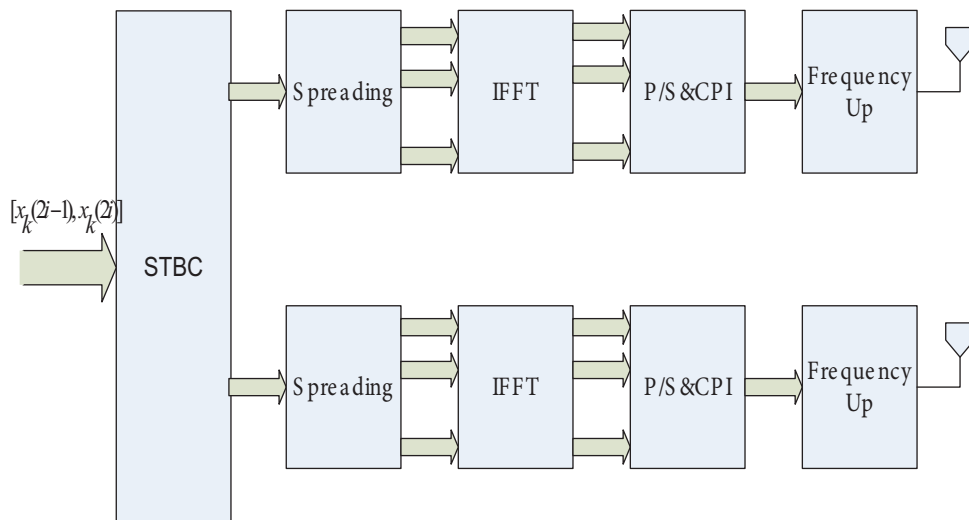 Spreading
IFFT
P/S&CPI
Frequency
Up
[x_k(2i−1), x_k(2i)]
STBC
Spreading
IFFT
P/S&CPI
Frequency
Up